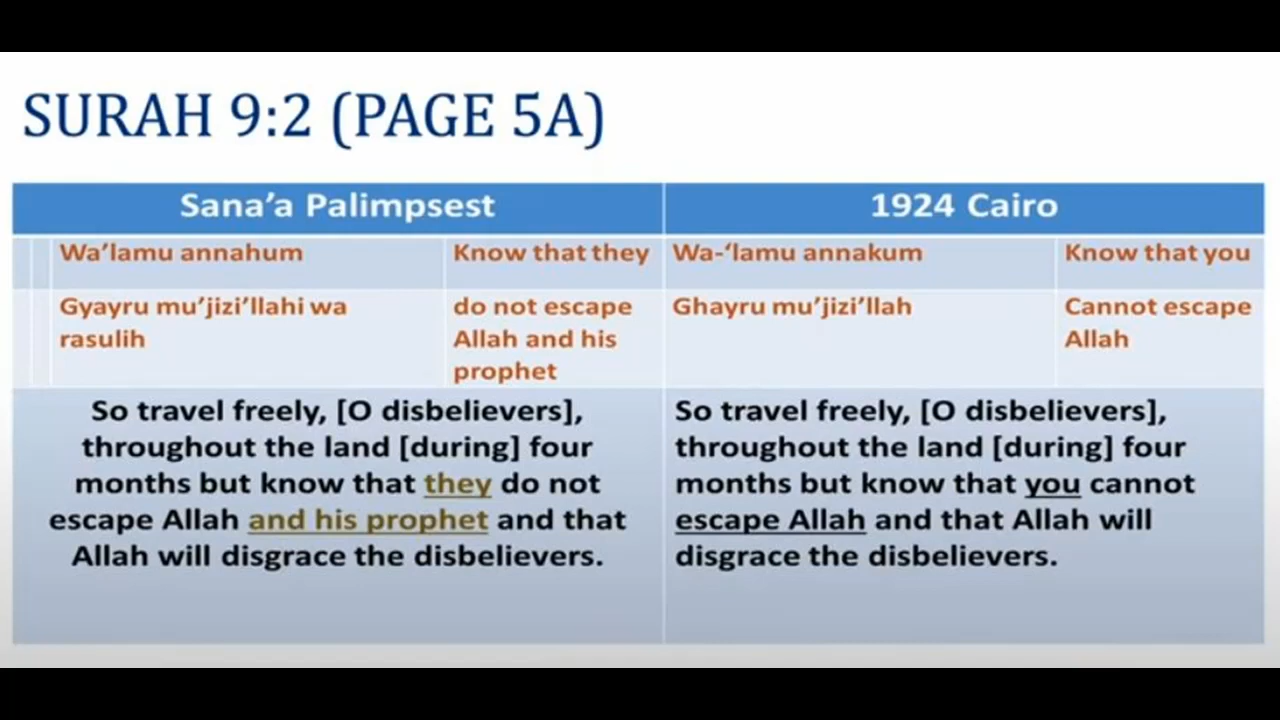 SURAH 9:2 (PAGE 5A)
Sana’a Palimpsest
1924 Cairo
Wa’lamu annahum
Know that they
Wa-‘lamu annakum
Know that you
Gyayru mu’jizi’llahi wa
rasulih
do not escape
Allah and his
prophet
Ghayru mu’jizi’llah
Cannot escape
Allah
So travel freely, [O disbelievers],
throughout the land [during] four
months but know that they do not
escape Allah and his prophet and that
Allah will disgrace the disbelievers.
So travel freely, [O disbelievers],
throughout the land [during] four
months but know that you cannot
escape Allah and that Allah will
disgrace the disbelievers.